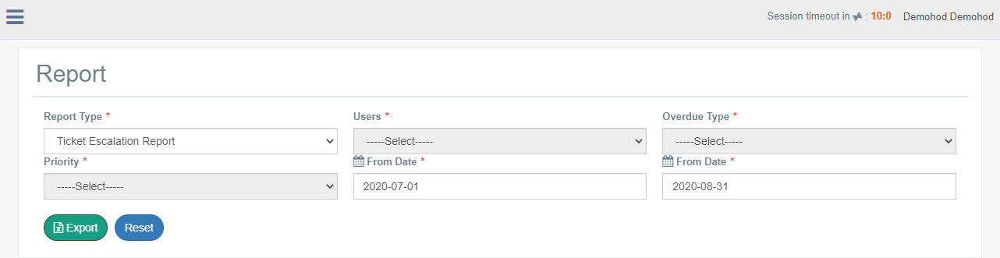 Session timeout in : 10:0 Demohod Demohod
Report
Report Type * Users * Overdue Type *
Ticket Escalation Report -----Select----- -----Select-----
Priority * From Date * From Date *
-----Select----- 2020-07-01 2020-08-31
Export Reset